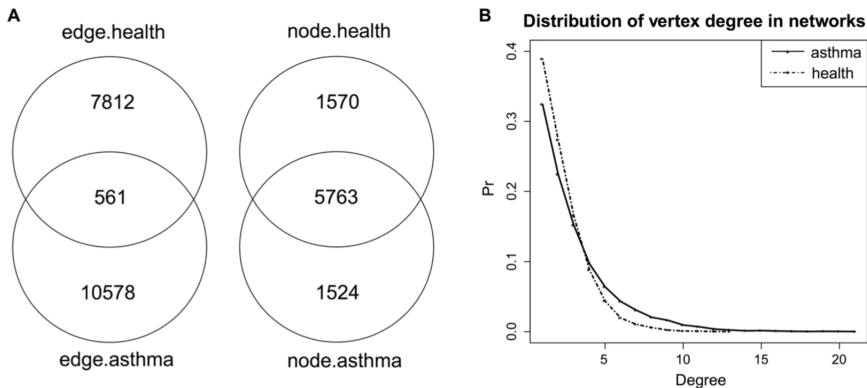 A
edge.health
node.health
7812
1570
561
5763
10578
1524
edge.asthma
node.asthma
B
Distribution of vertex degree in networks
asthma
health
0.4
0.3
0.2
0.1
0.0
Pr
5
10
15
20
Degree